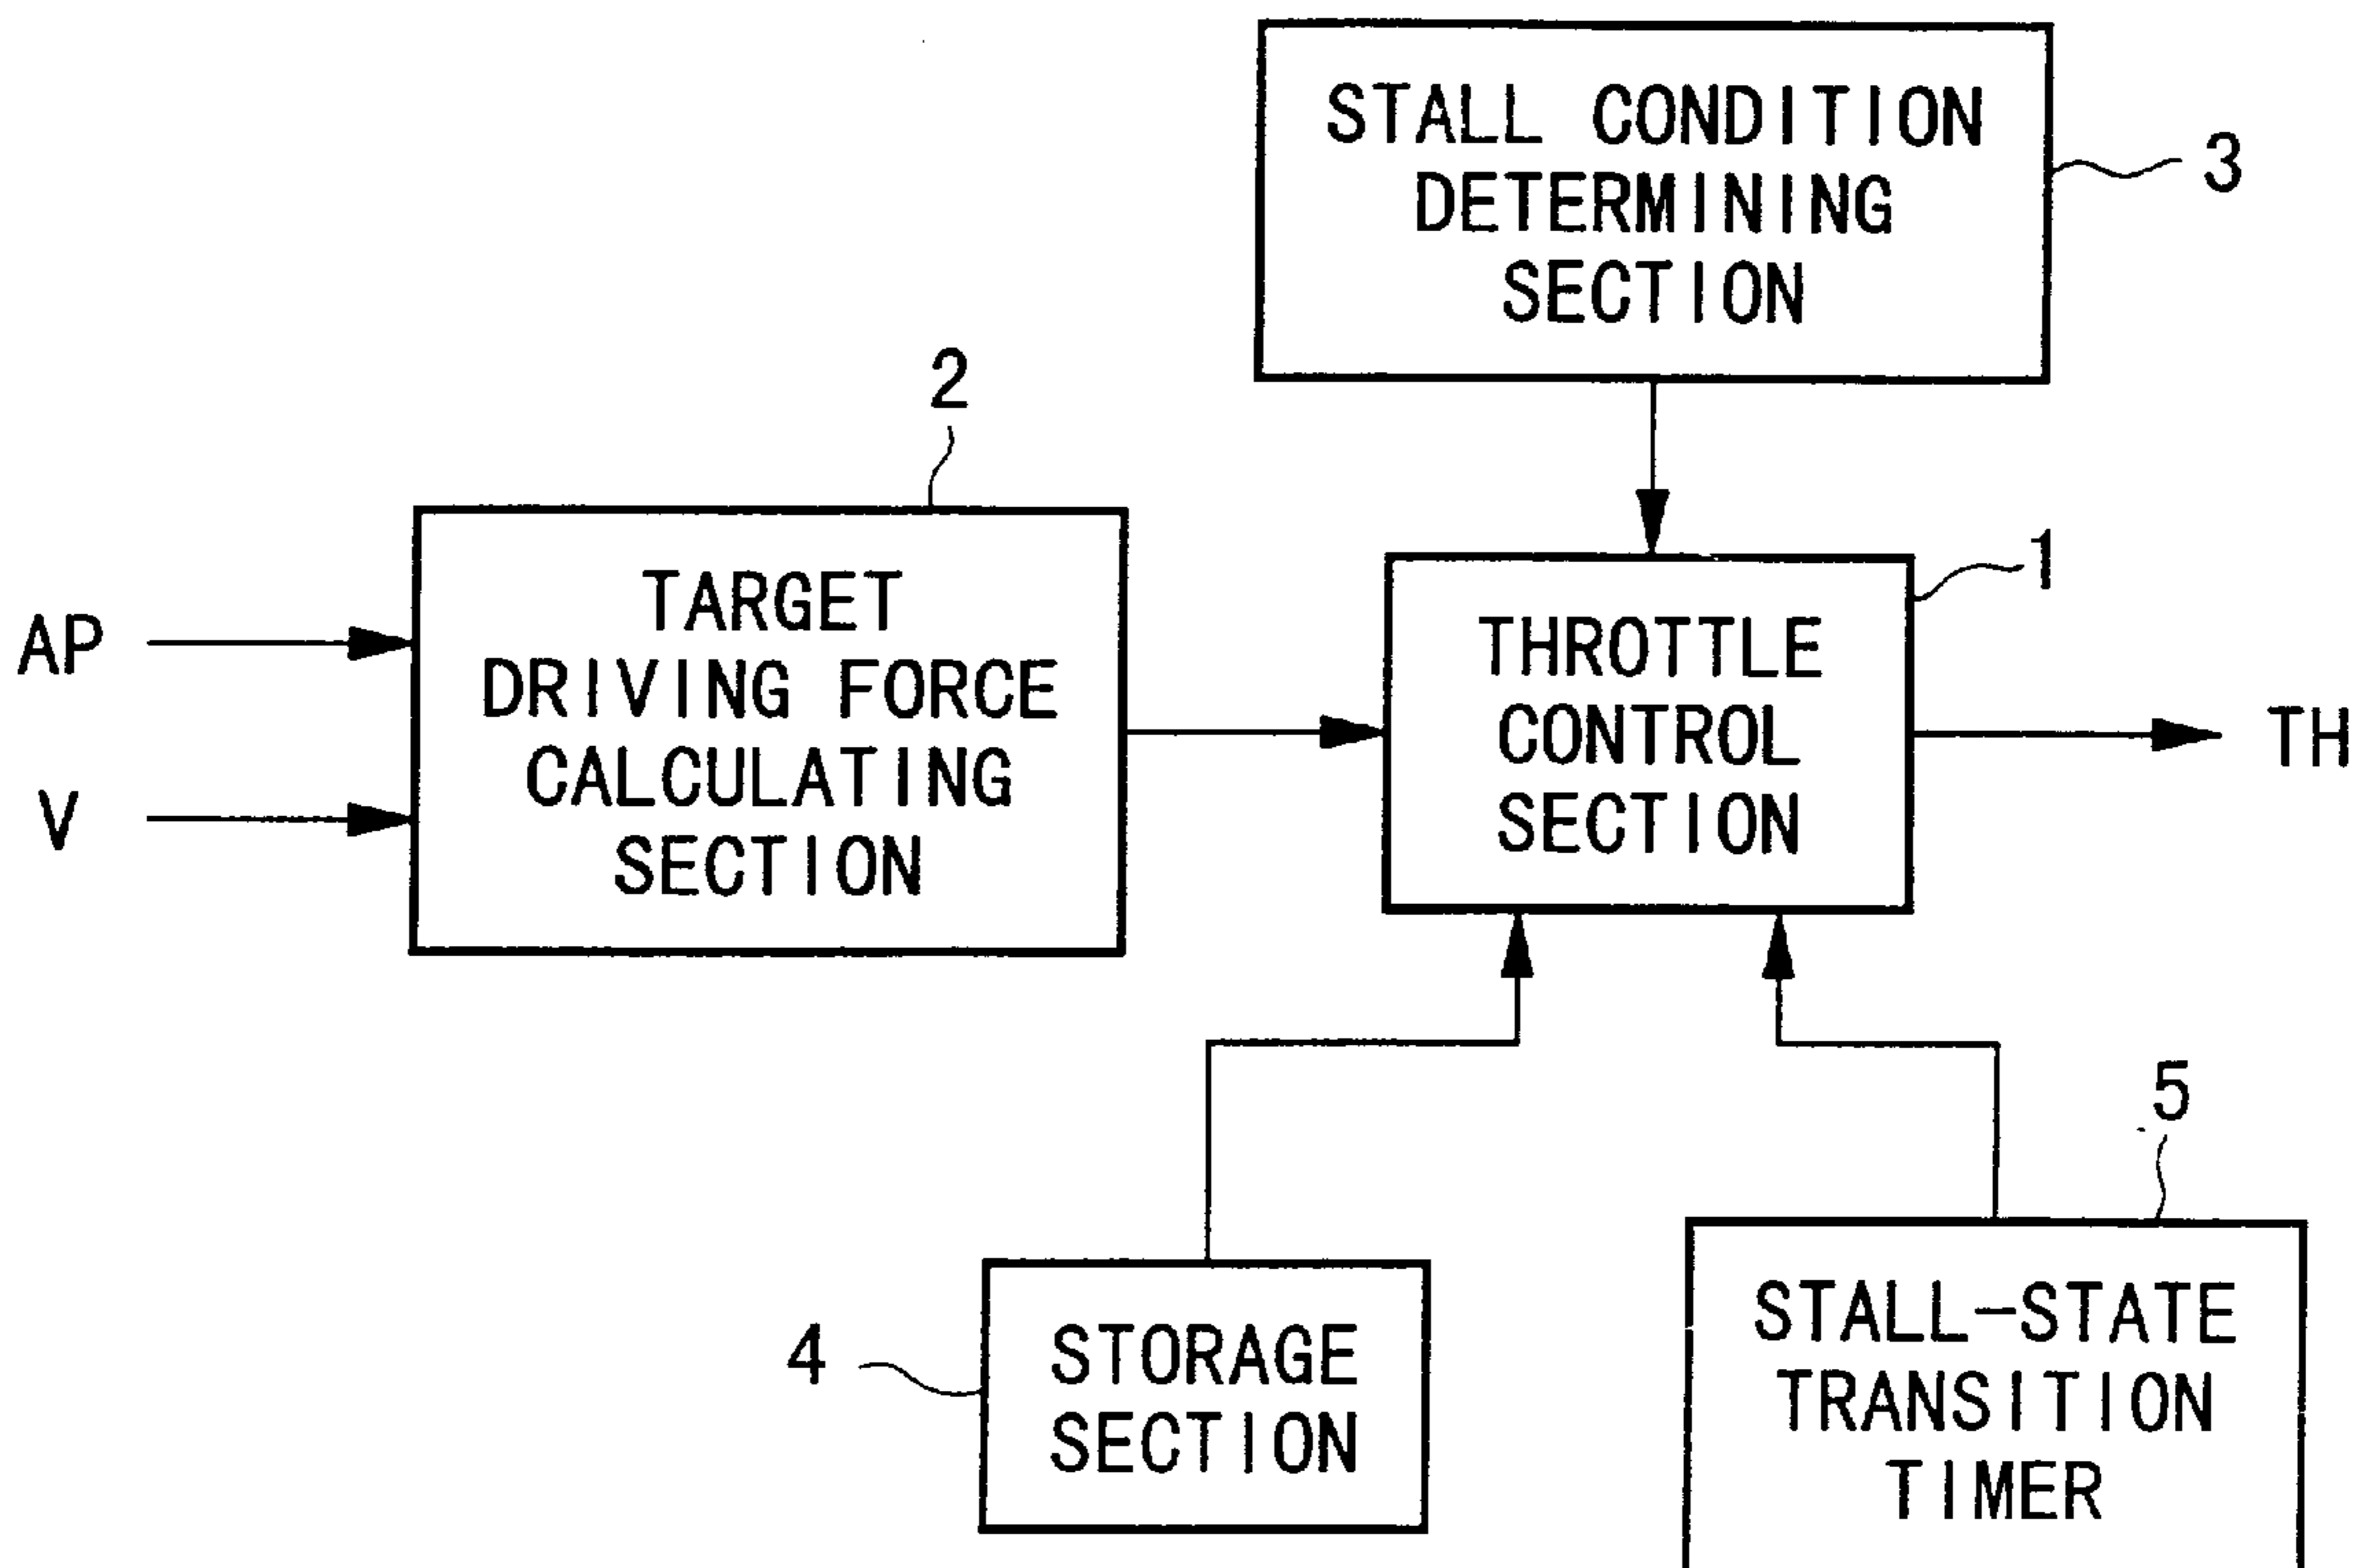 STALL CONDITION
DETERMINING
SECTION
3
2
TARGET
DRIVING FORCE
CALCULATING
SECTION
AP
V
1
THROTTLE
CONTROL
SECTION
TH
4
STORAGE
SECTION
5
STALL-STATE
TRANSITION
TIMER